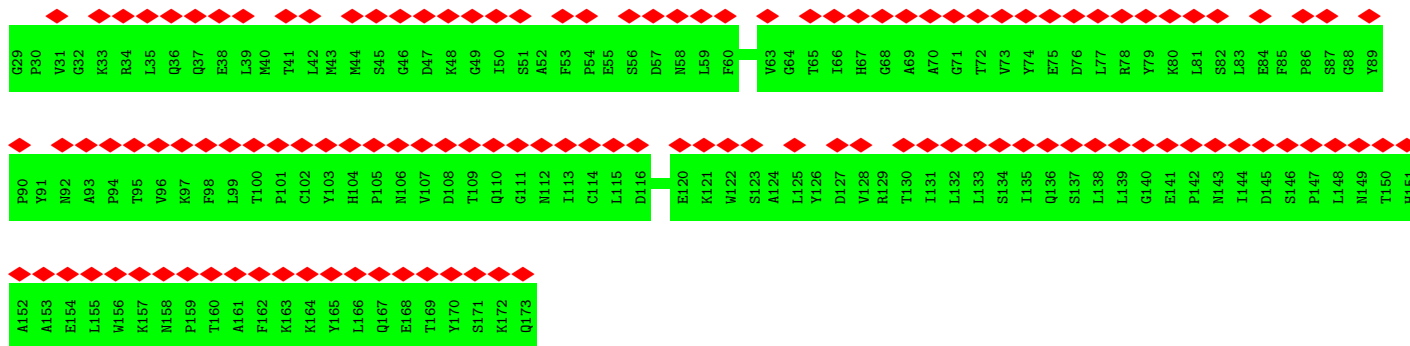 G29 P30 V31 G32 K33 R34 L35 Q36 Q37 E38 L39 M40 T41 L42 M43 M44 S45 G46 D47 K48 G49 I50 S51 A52 F53 P54 E55 S56 D57 N58 L59 F60 V63 G64 T65 I66 H67 G68 A69 A70 G71 T72 V73 Y74 E75 D76 L77 R78 Y79 K80 L81 S82 L83 E84 F85 P86 S87 G88 Y89
P90 Y91 N92 A93 P94 T95 V96 K97 F98 L99 T100 P101 C102 Y103 H104 P105 N106 V107 D108 T109 Q110 G111 N112 I113 C114 L115 D116 E120 K121 W122 S123 A124 L125 Y126 D127 V128 R129 T130 I131 L132 L133 S134 I135 Q136 S137 L138 L139 G140 E141 P142 N143 I144 D145 S146 P147 L148 N149 T150 H151
A152 A153 E154 L155 W156 K157 N158 P159 T160 A161 F162 K163 K164 Y165 L166 Q167 E168 T169 Y170 S171 K172 Q173